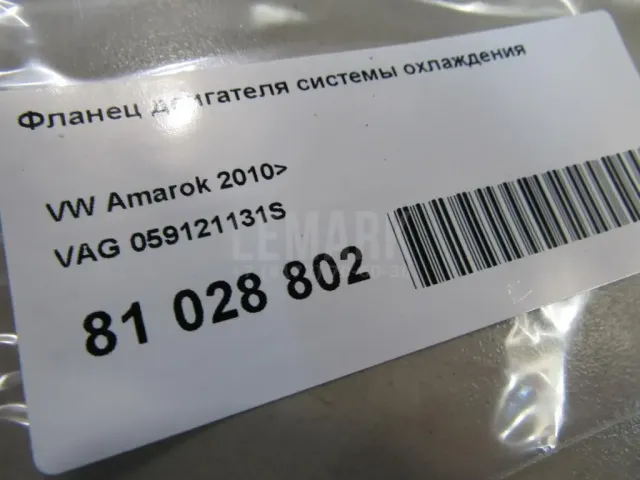 Фланец двигателя системы охлаждения
VW Amarok 2010>
VAG 059121131S
81 028 802